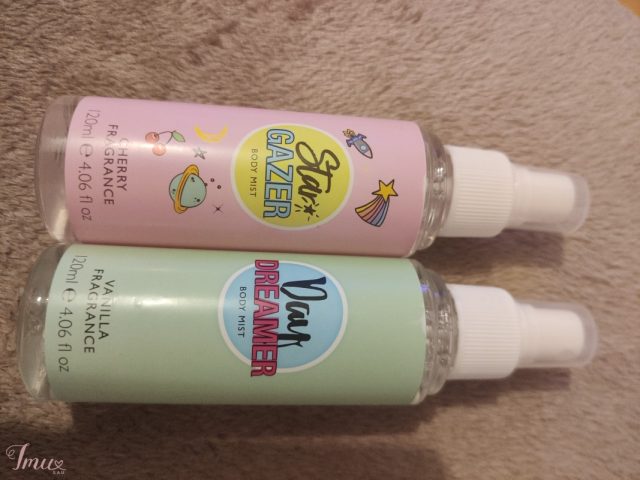 Star
GAZER
BODY MIST
CHERRY
FRAGRANCE
120ml e 4.06 fl oz
Day
DREAMER
BODY MIST
VANILLA
FRAGRANCE
120ml e 4.06 fl oz